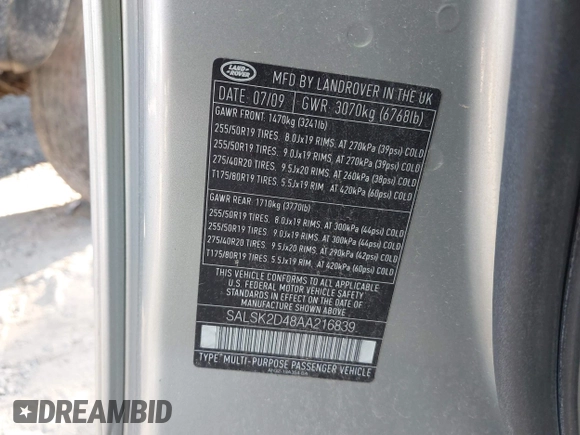 LAND
ROVER
MFD BY LANDROVER IN THE UK
DATE 07/09 GWR 3070kg (6768lb)
GAWR FRONT: 1470kg (3241lb)
255/50R19 TIRES. 8.0Jx19 RIMS. AT 270kPa (39psi) COLD
255/50R19 TIRES. 9.0Jx19 RIMS. AT 270kPa (39psi) COLD
275/40R20 TIRES. 9.5Jx20 RIMS. AT 260kPa (38psi) COLD
T175/80R19 TIRES. 5.5Jx19 RIM. AT 420kPa (60psi) COLD
GAWR REAR: 1710kg (3770lb)
255/50R19 TIRES. 8.0Jx19 RIMS. AT 300kPa (44psi) COLD
255/50R19 TIRES. 9.0Jx19 RIMS. AT 300kPa (44psi) COLD
275/40R20 TIRES. 9.5Jx20 RIMS. AT 290kPa (42psi) COLD
T175/80R19 TIRES. 5.5Jx19 RIM. AT 420kPa (60psi) COLD
THIS VEHICLE CONFORMS TO ALL APPLICABLE
U.S. FEDERAL MOTOR VEHICLE SAFETY
STANDARDS IN EFFECT ON THE DATE OF
MANUFACTURE SHOWN ABOVE
SALSK2D48AA216839
TYPE: MULTI-PURPOSE PASSENGER VEHICLE
DREAMBID